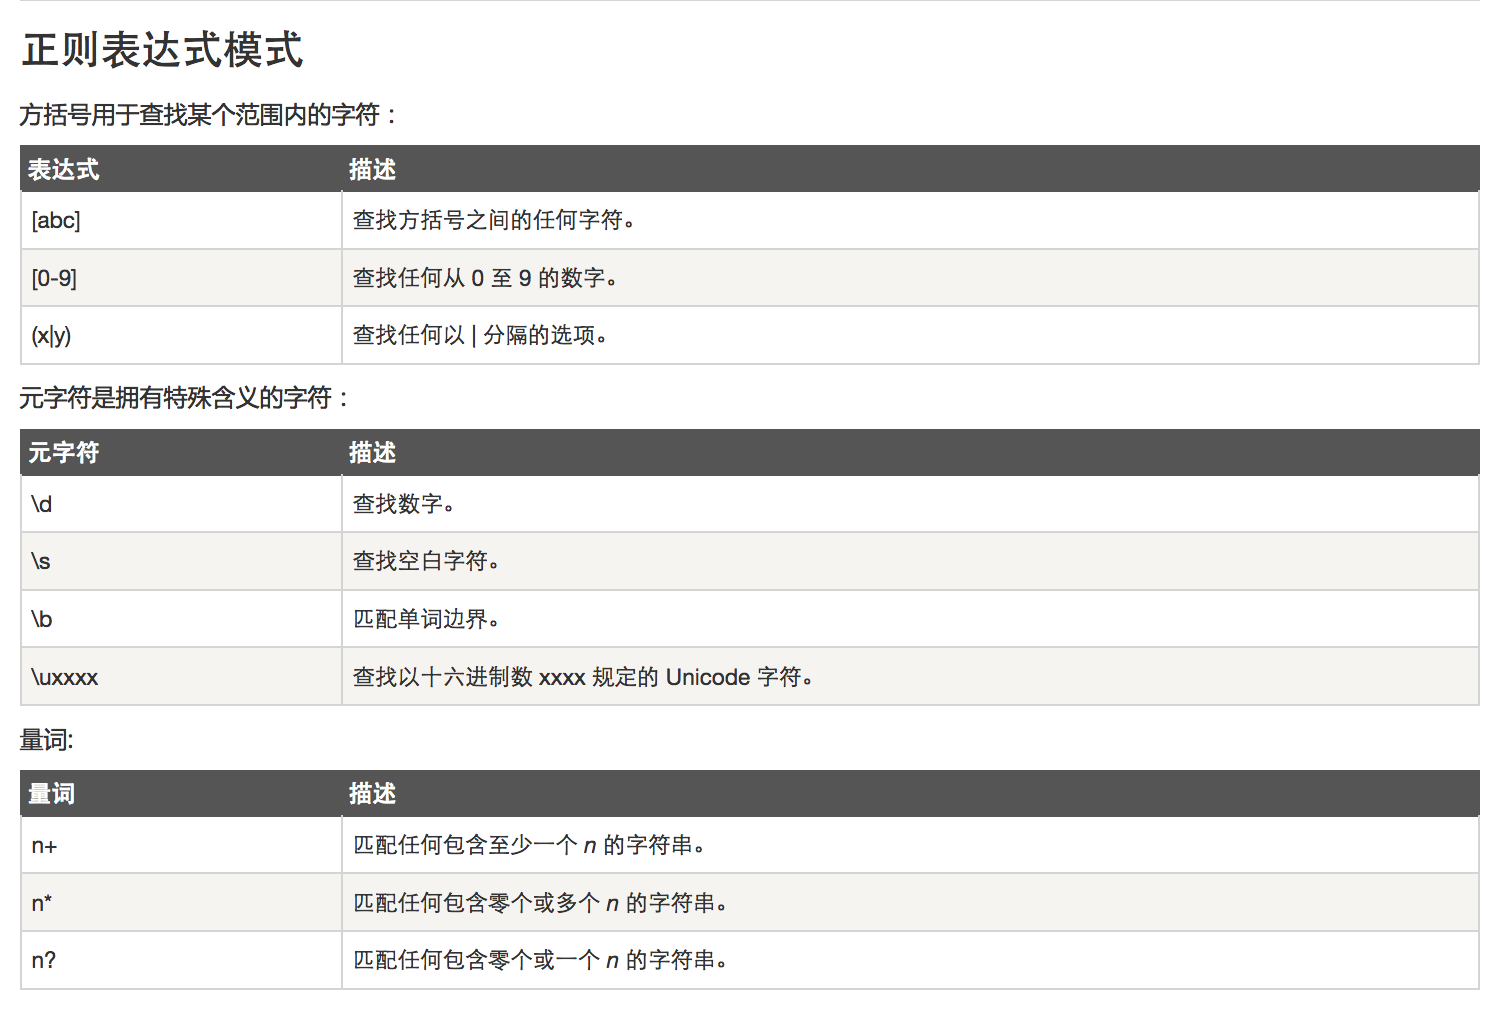 正则表达式模式
方括号用于查找某个范围内的字符：
表达式 描述
[abc] 查找方括号之间的任何字符。
[0-9] 查找任何从 0 至 9 的数字。
(x|y) 查找任何以 | 分隔的选项。
元字符是拥有特殊含义的字符：
元字符 描述
\d 查找数字。
\s 查找空白字符。
\b 匹配单词边界。
\uxxxx 查找以十六进制数 xxxx 规定的 Unicode 字符。
量词:
量词 描述
n+ 匹配任何包含至少一个 n 的字符串。
n* 匹配任何包含零个或多个 n 的字符串。
n? 匹配任何包含零个或一个 n 的字符串。